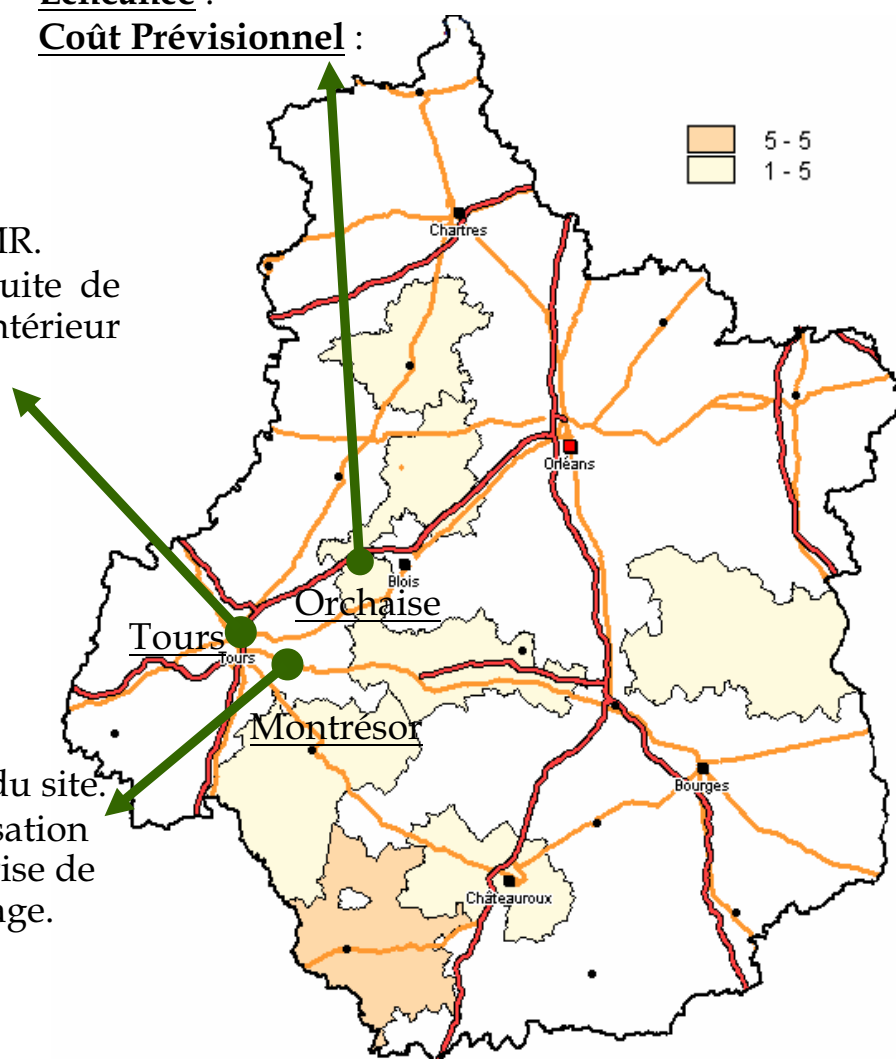 Echéance :
Coût Prévisionnel :
5 - 5
1 - 5
Chartres
uite de
ntérieur
Orléans
Blois
Orchaise
Tours
Tours
Montrésor
du site.
sation
ise de
nge.
Bourges
Châteauroux